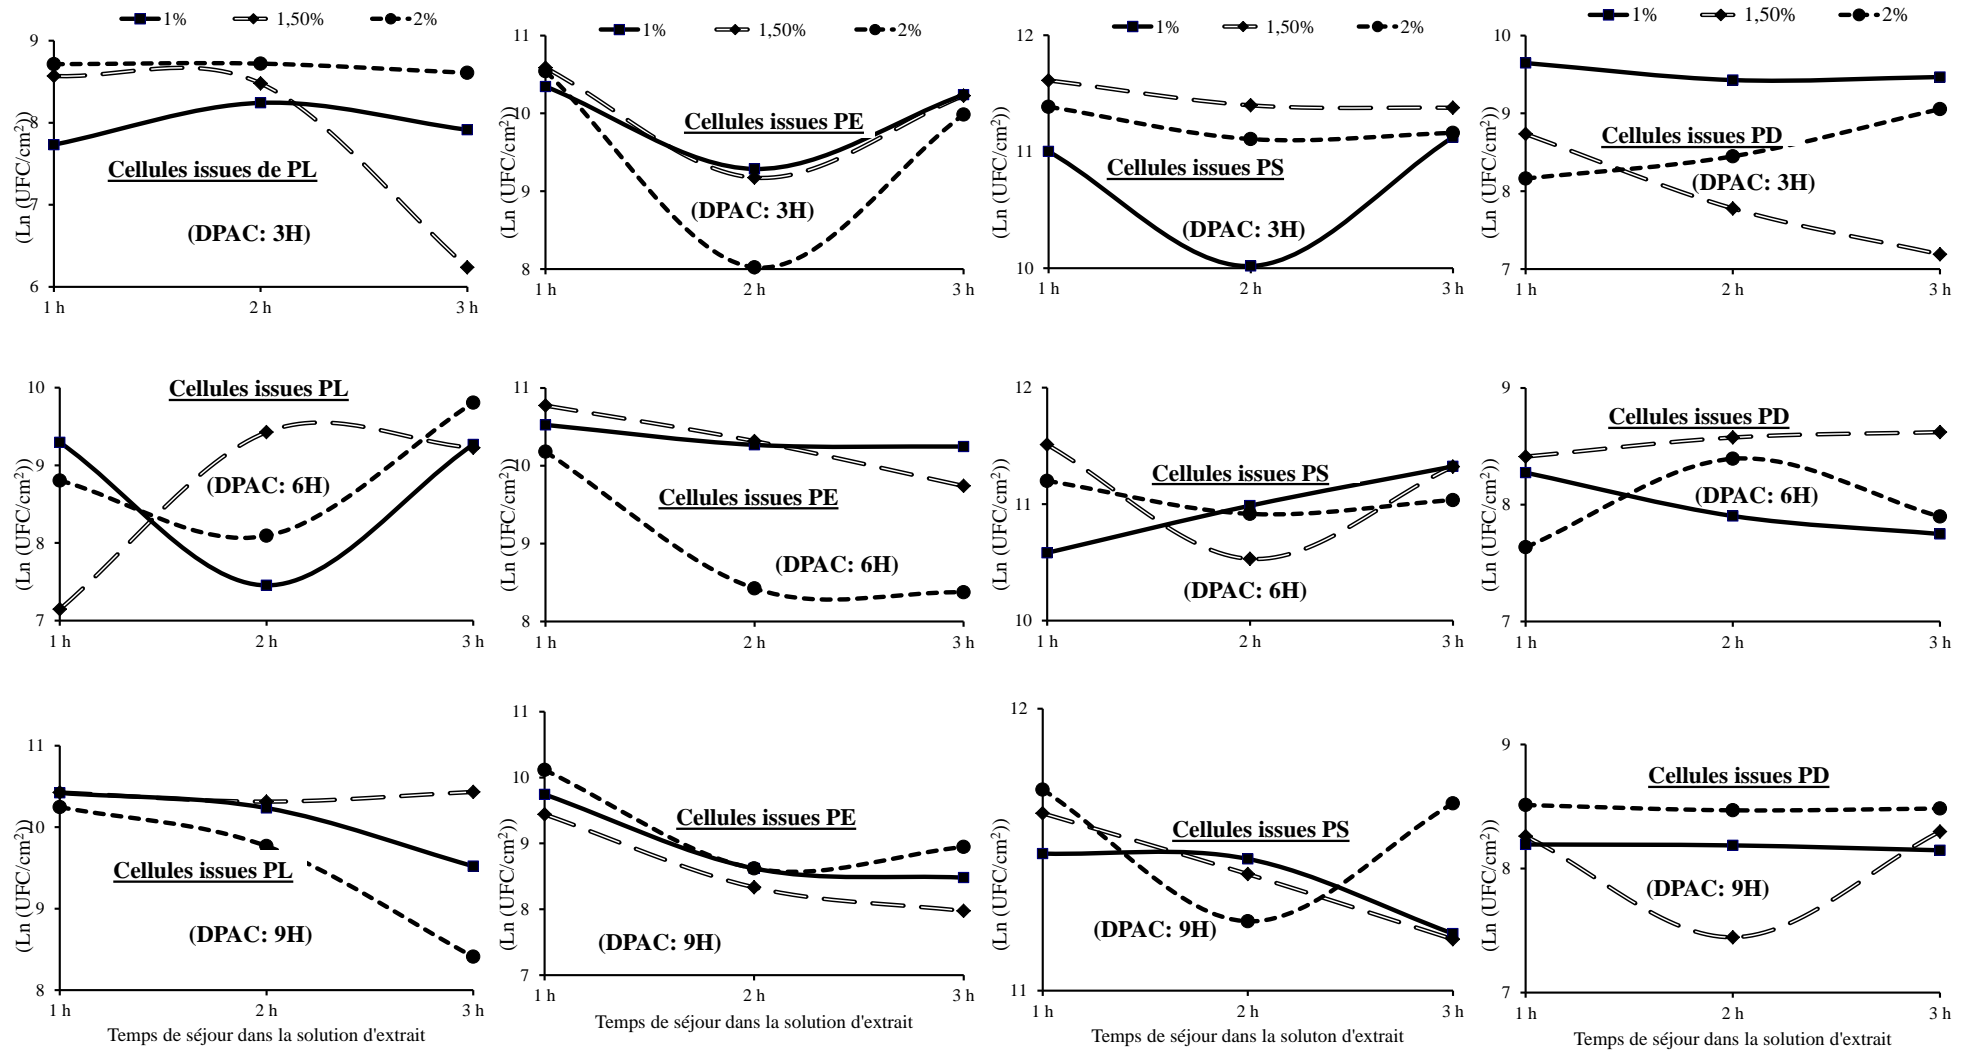 1% 1,50% 2%
1% 1,50% 2%
1% 1,50% 2%
1% 1,50% 2%
(Ln (UFC/cm²))
9
8
7
6
Cellules issues de PL
(DPAC: 3H)
1 h 2 h 3 h
(Ln (UFC/cm²))
11
10
9
8
Cellules issues PE
(DPAC: 3H)
1 h 2 h 3 h
(Ln (UFC/cm²))
12
11
10
Cellules issues PS
(DPAC: 3H)
1 h 2 h 3 h
(Ln (UFC/cm²))
10
9
8
7
Cellules issues PD
(DPAC: 3H)
1 h 2 h 3 h
(Ln (UFC/cm²))
10
9
8
7
Cellules issues PL
(DPAC: 6H)
1 h 2 h 3 h
(Ln (UFC/cm²))
11
10
9
8
Cellules issues PE
(DPAC: 6H)
1 h 2 h 3 h
(Ln (UFC/cm²))
12
11
10
Cellules issues PS
(DPAC: 6H)
1 h 2 h 3 h
(Ln (UFC/cm²))
9
8
7
Cellules issues PD
(DPAC: 6H)
1 h 2 h 3 h
(Ln (UFC/cm²))
11
10
9
8
Cellules issues PL
(DPAC: 9H)
1 h 2 h 3 h
Temps de séjour dans la solution d'extrait
(Ln (UFC/cm²))
11
10
9
8
7
Cellules issues PE
(DPAC: 9H)
1 h 2 h 3 h
Temps de séjour dans la solution d'extrait
(Ln (UFC/cm²))
12
11
Cellules issues PS
(DPAC: 9H)
1 h 2 h 3 h
Temps de séjour dans la soluton d'extrait
(Ln (UFC/cm²))
9
8
7
Cellules issues PD
(DPAC: 9H)
1 h 2 h 3 h
Temps de séjour dans la solution d'extrait